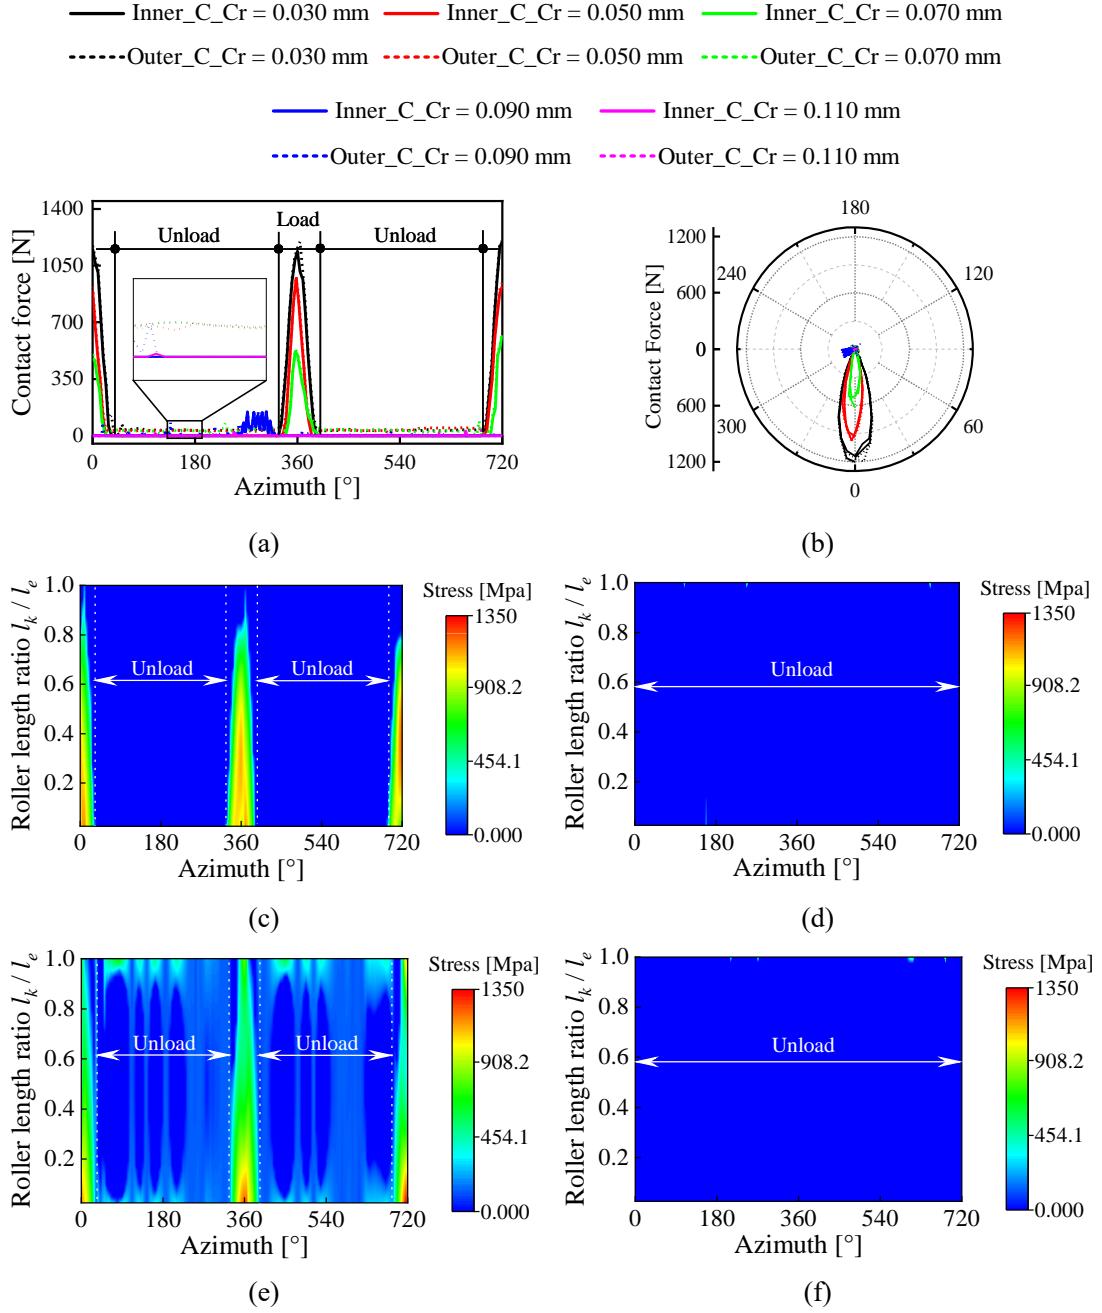 Inner_C_Cr = 0.030 mm Inner_C_Cr = 0.050 mm Inner_C_Cr = 0.070 mm
Outer_C_Cr = 0.030 mm Outer_C_Cr = 0.050 mm Outer_C_Cr = 0.070 mm
Inner_C_Cr = 0.090 mm Inner_C_Cr = 0.110 mm
Outer_C_Cr = 0.090 mm Outer_C_Cr = 0.110 mm
Contact force [N]
1400
1050
700
350
0
Unload Load Unload
0 180 360 540 720
Azimuth [°]
(a)
Contact Force [N]
1200
600
0
600
1200
180
240 120
300 60
0
(b)
Roller length ratio l_k / l_e
1.0
0.8
0.6
0.4
0.2
Unload Unload
0 180 360 540 720
Azimuth [°]
Stress [Mpa]
1350
908.2
454.1
0.000
(c)
Roller length ratio l_k / l_e
1.0
0.8
0.6
0.4
0.2
Unload
0 180 360 540 720
Azimuth [°]
Stress [Mpa]
1350
908.2
454.1
0.000
(d)
Roller length ratio l_k / l_e
1.0
0.8
0.6
0.4
0.2
Unload Unload
0 180 360 540 720
Azimuth [°]
Stress [Mpa]
1350
908.2
454.1
0.000
(e)
Roller length ratio l_k / l_e
1.0
0.8
0.6
0.4
0.2
Unload
0 180 360 540 720
Azimuth [°]
Stress [Mpa]
1350
908.2
454.1
0.000
(f)